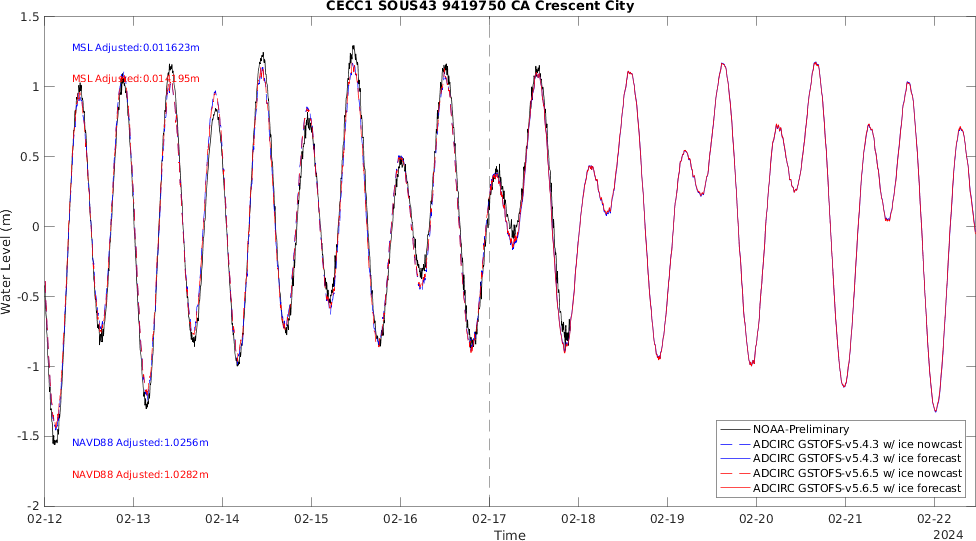 CECC1 SOUS43 9419750 CA Crescent City
MSL Adjusted:0.011623m
MSL Adjusted:0.014195m
NAVD88 Adjusted:1.0256m
NAVD88 Adjusted:1.0282m
Water Level (m)
1.5
1
0.5
0
-0.5
-1
-1.5
-2
NOAA-Preliminary
ADCIRC GSTOFS-v5.4.3 w/ ice nowcast
ADCIRC GSTOFS-v5.4.3 w/ ice forecast
ADCIRC GSTOFS-v5.6.5 w/ ice nowcast
ADCIRC GSTOFS-v5.6.5 w/ ice forecast
02-12 02-13 02-14 02-15 02-16 02-17 02-18 02-19 02-20 02-21 02-22
Time
2024